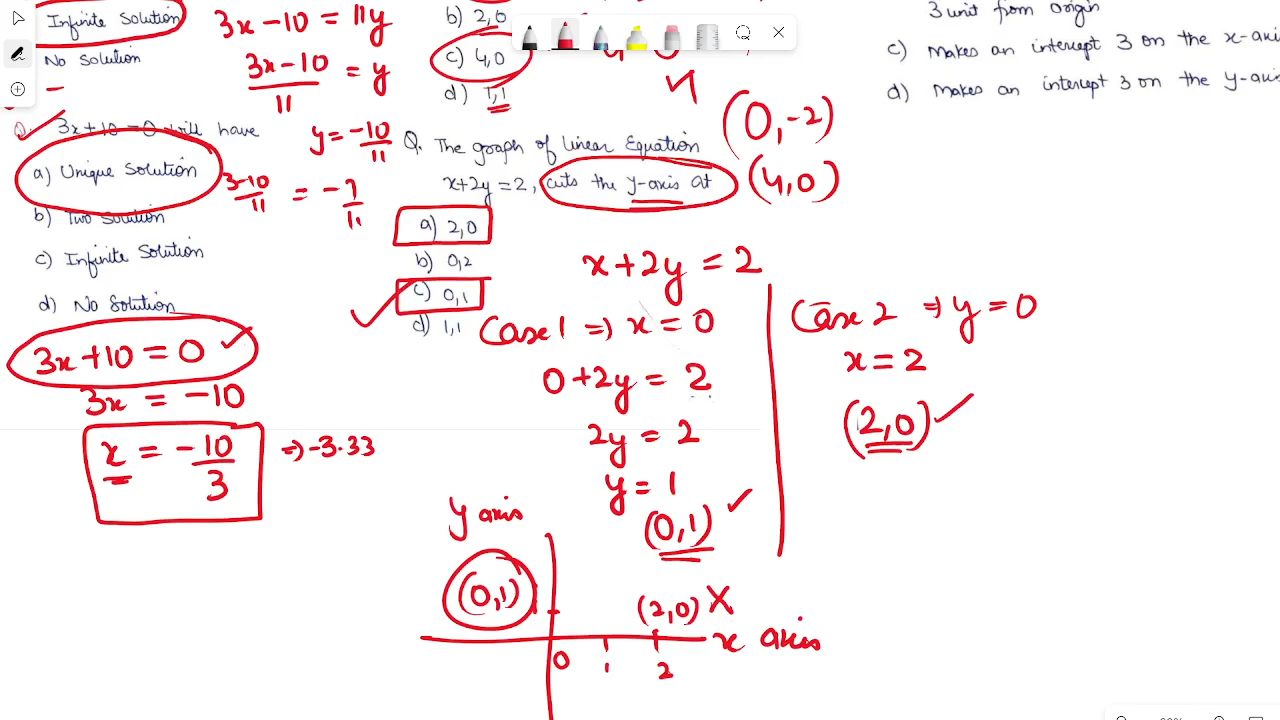 Infinite Solution
No Solution
3x-10 = 11y
3x-10/11 = y
y = -10/11
3-10/11 = -7/11
Q. 3x+10=0 will have
a) Unique Solution
b) Two Solution
c) Infinite Solution
d) No Solution
3x+10 = 0
3x = -10
x = -10/3 ⇒ -3.33
b) 2,0
c) 4,0
d) 1,1
(0,-2)
(4,0)
Q. The graph of linear Equation
x+2y=2, cuts the y-axis at
a) 2,0
b) 0,2
c) 0,1
d) 1,1
x+2y = 2
Case 1 ⇒ x = 0
0+2y = 2
2y = 2
y = 1
(0,1)
Case 2 ⇒ y = 0
x = 2
(2,0)
y axis
(0,1)
(2,0) X
x axis
0 1 2
3 unit from origin
c) Makes an intercept 3 on the x-axi
d) Makes an intercept 3 on the y-axi